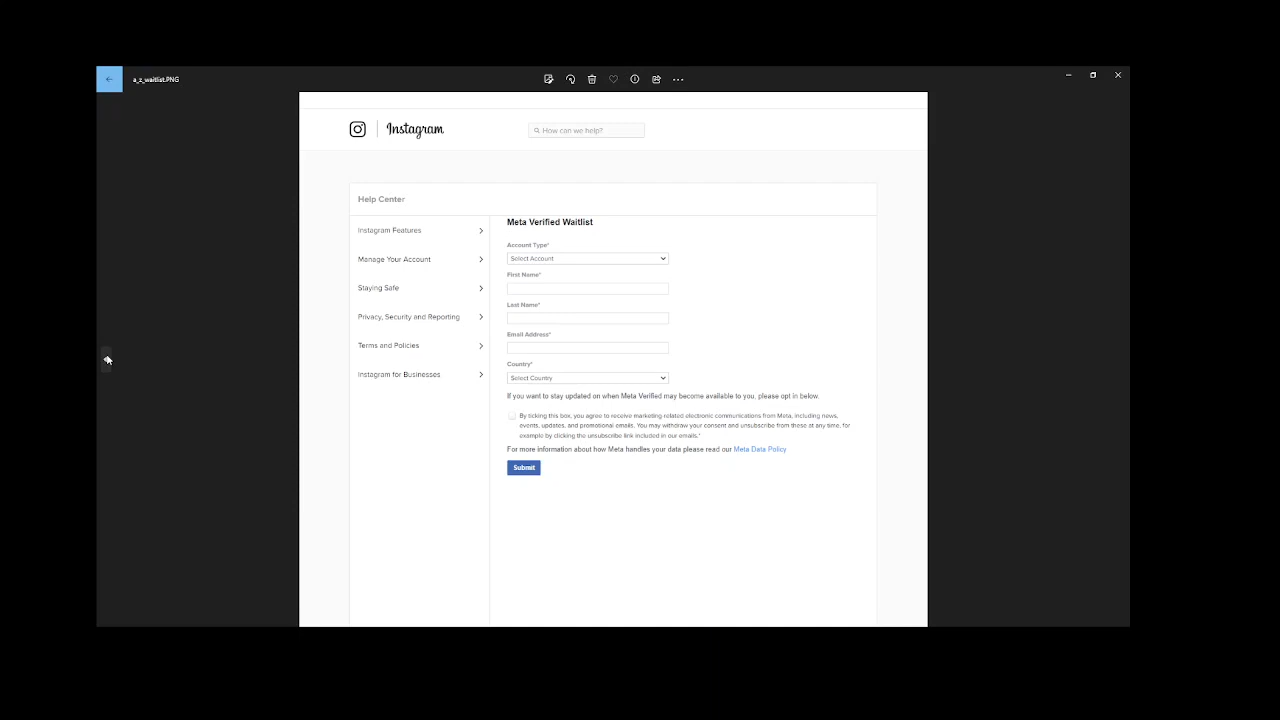 a_z_waitlist.PNG
Instagram
How can we help?
Help Center
Instagram Features
Manage Your Account
Staying Safe
Privacy, Security and Reporting
Terms and Policies
Instagram for Businesses
Meta Verified Waitlist
Account Type*
Select Account
First Name*
Last Name*
Email Address*
Country*
Select Country
If you want to stay updated on when Meta Verified may become available to you, please opt in below.
By ticking this box, you agree to receive marketing-related electronic communications from Meta, including news,
events, updates, and promotional emails. You may withdraw your consent and unsubscribe from these at any time, for
example by clicking the unsubscribe link included in our emails.*
For more information about how Meta handles your data please read our Meta Data Policy
Submit